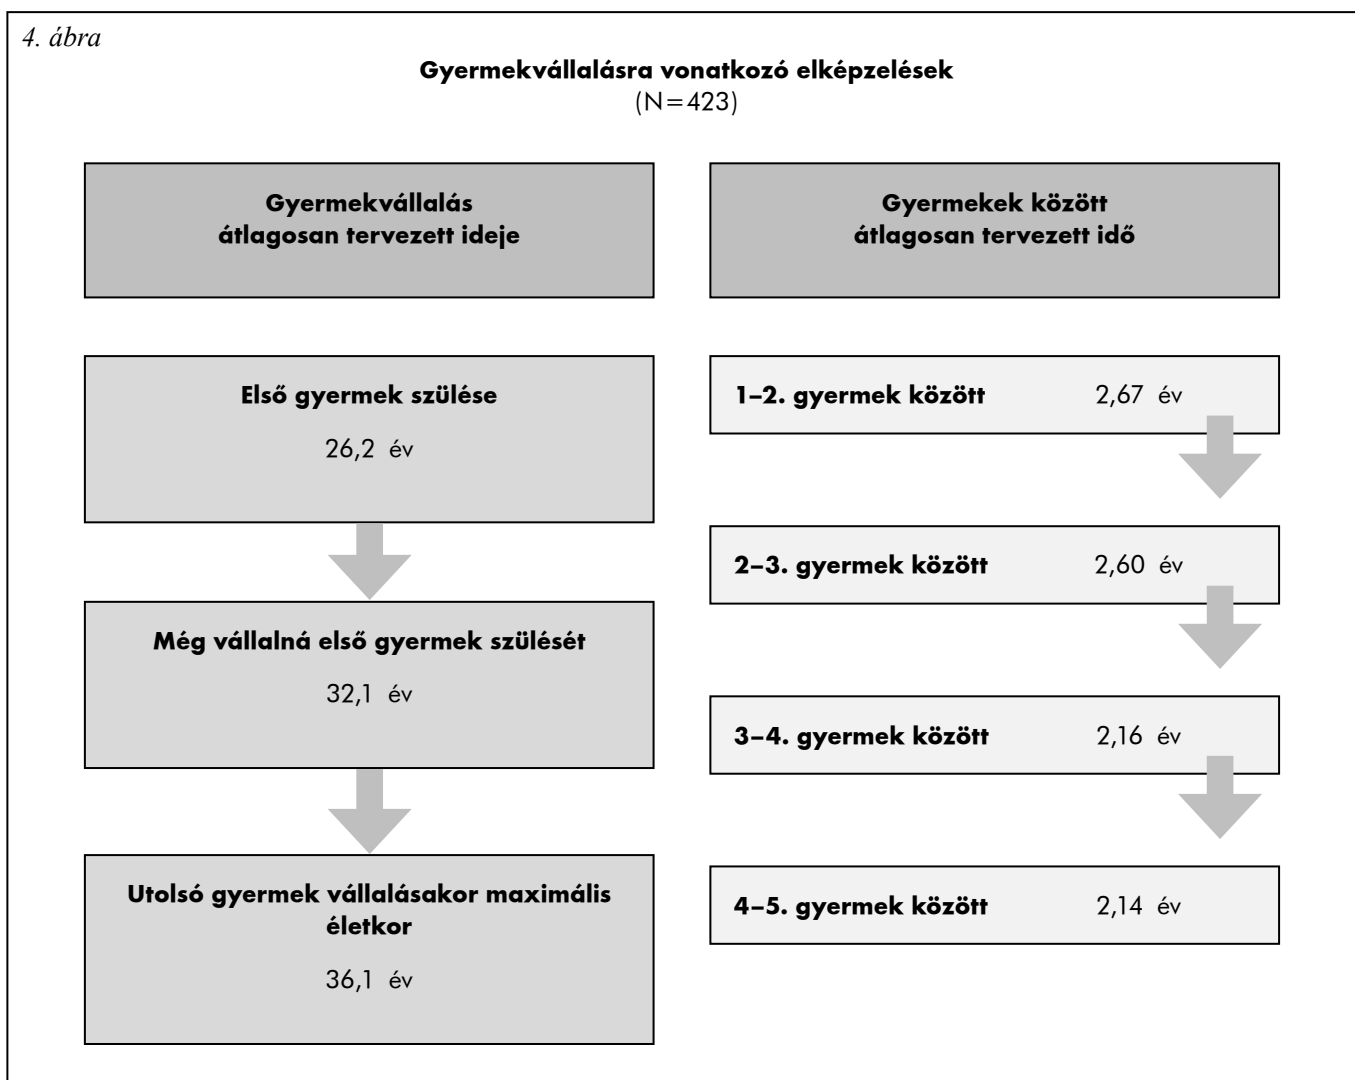 4. ábra
Gyermekvállalásra vonatkozó elképzelések
(N=423)
Gyermekvállalás
átlagosan tervezett ideje
Első gyermek szülése
26,2 év
Még vállalná első gyermek szülését
32,1 év
Utolsó gyermek vállalásakor maximális
életkor
36,1 év
Gyermekek között
átlagosan tervezett idő
1–2. gyermek között 2,67 év
2–3. gyermek között 2,60 év
3–4. gyermek között 2,16 év
4–5. gyermek között 2,14 év